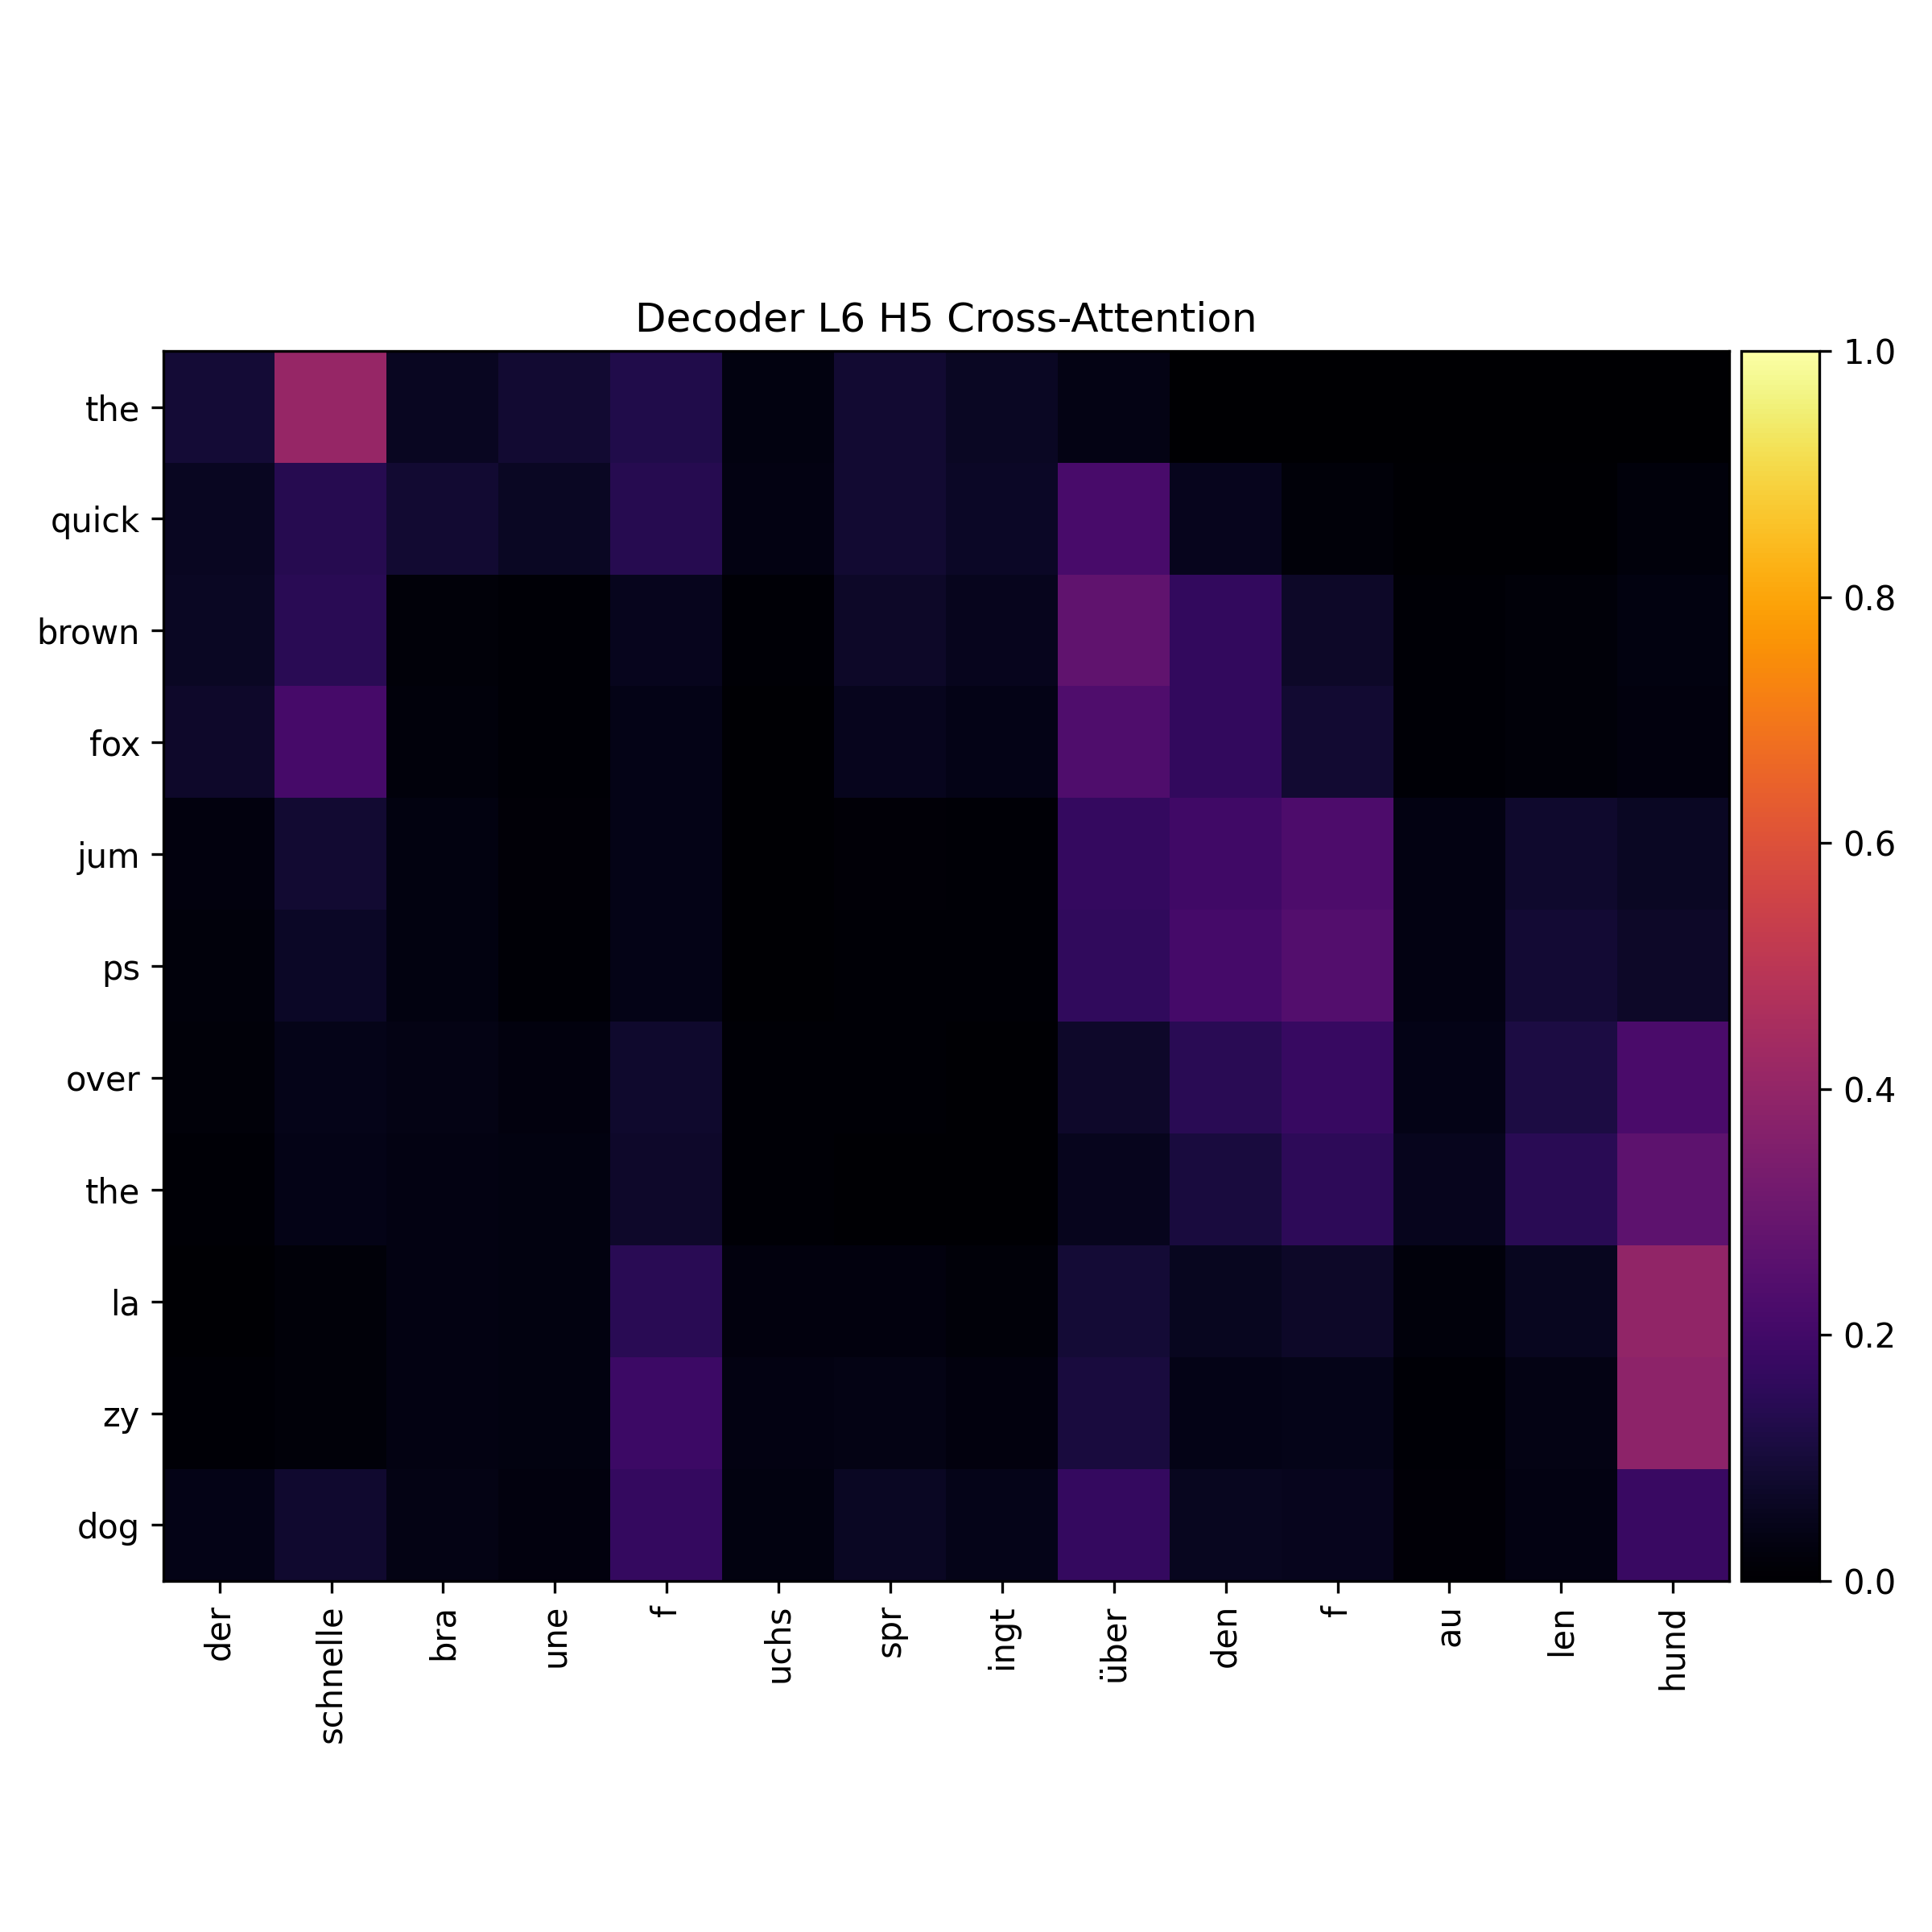 Decoder L6 H5 Cross-Attention
the
quick
brown
fox
jum
ps
over
the
la
zy
dog
der
schnelle
bra
une
f
uchs
spr
ingt
über
den
f
au
len
hund
1.0
0.8
0.6
0.4
0.2
0.0